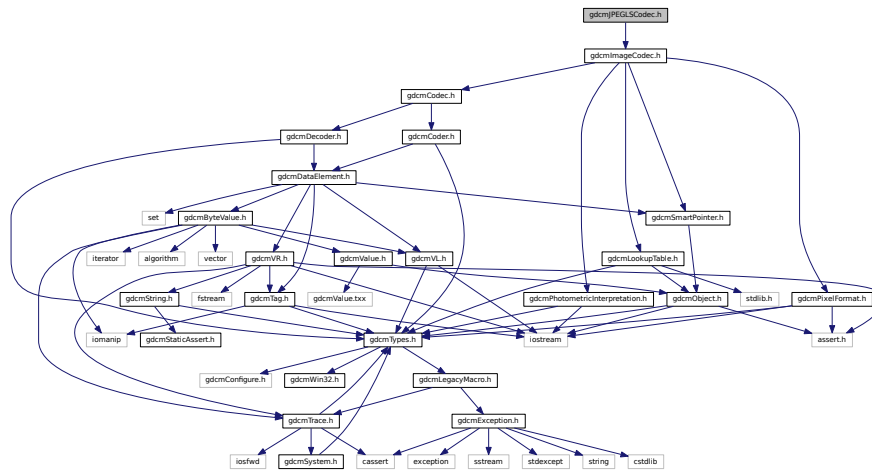 gdcmJPEGLSCodec.h
gdcmImageCodec.h
gdcmCodec.h
gdcmDecoder.h
gdcmCoder.h
gdcmDataElement.h
set
gdcmByteValue.h
gdcmSmartPointer.h
iterator
algorithm
vector
gdcmVR.h
gdcmValue.h
gdcmVL.h
gdcmLookupTable.h
gdcmString.h
fstream
gdcmTag.h
gdcmValue.txx
gdcmPhotometricInterpretation.h
gdcmObject.h
stdlib.h
gdcmPixelFormat.h
iomanip
gdcmStaticAssert.h
gdcmTypes.h
iostream
assert.h
gdcmConfigure.h
gdcmWin32.h
gdcmLegacyMacro.h
gdcmTrace.h
gdcmException.h
iosfwd
gdcmSystem.h
cassert
exception
sstream
stdexcept
string
cstdlib